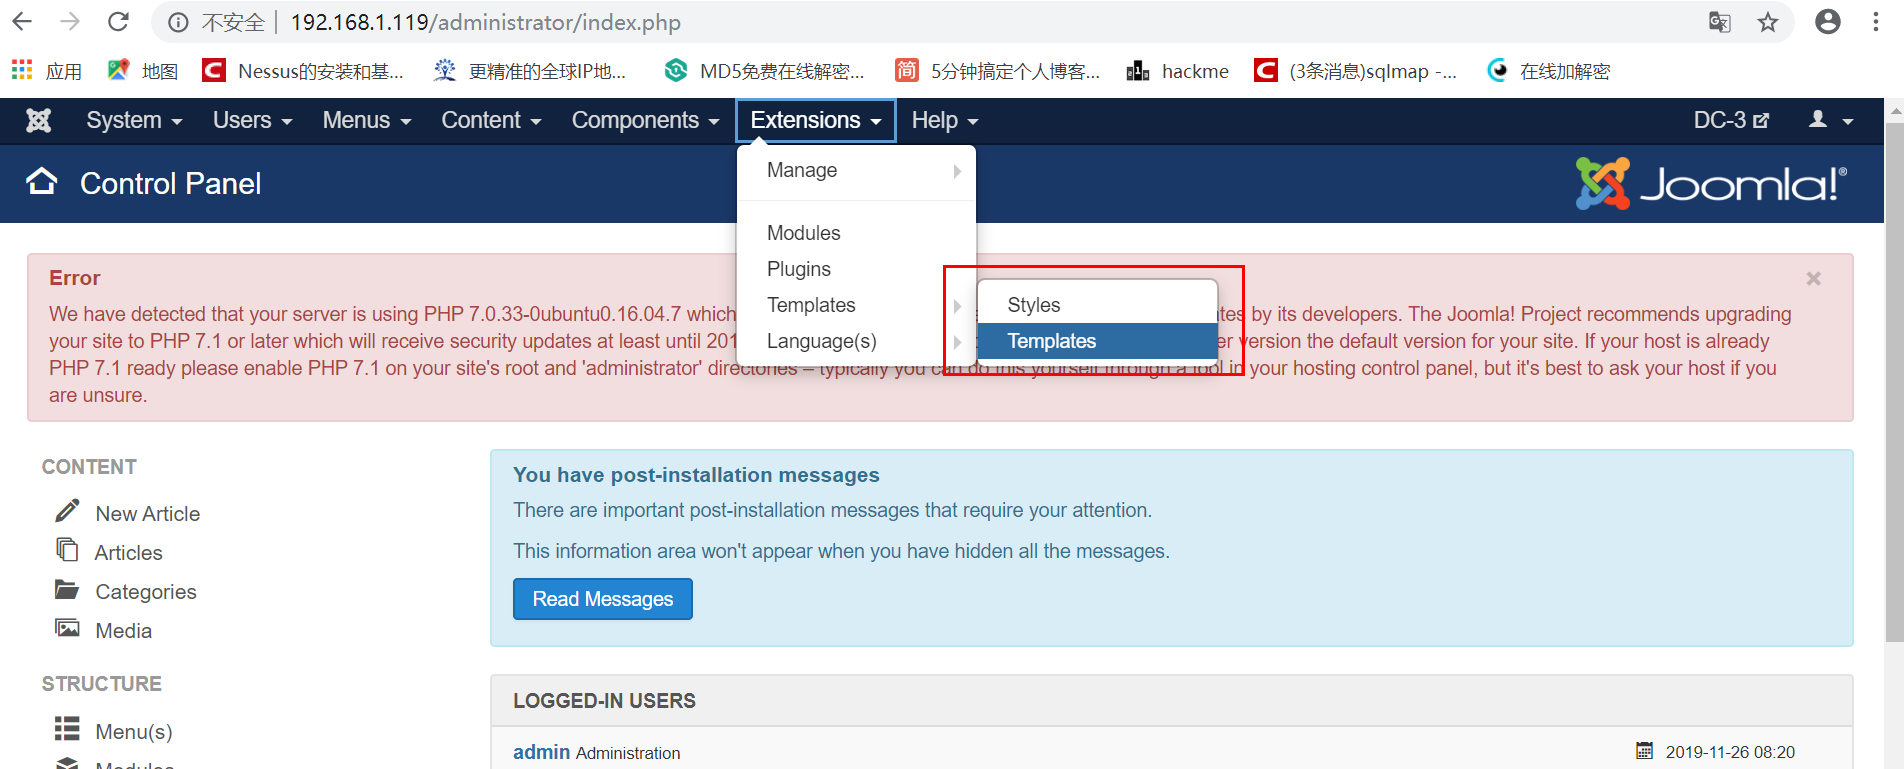 不安全 192.168.1.119/administrator/index.php
应用 地图 Nessus的安装和基... 更精准的全球IP地... MD5免费在线解密... 简 5分钟搞定个人博客... hackme (3条消息)sqlmap -... 在线加解密
System Users Menus Content Components Extensions Help DC-3
Control Panel
Joomla!®
Manage
Modules
Plugins
Templates
Language(s)
Styles
Templates
Error
We have detected that your server is using PHP 7.0.33-0ubuntu0.16.04.7 which tes by its developers. The Joomla! Project recommends upgrading
your site to PHP 7.1 or later which will receive security updates at least until 201 er version the default version for your site. If your host is already
PHP 7.1 ready please enable PHP 7.1 on your site's root and 'administrator' directories – typically you can do this yourself through a tool in your hosting control panel, but it's best to ask your host if you
are unsure.
CONTENT
New Article
Articles
Categories
Media
STRUCTURE
Menu(s)
Modules
You have post-installation messages
There are important post-installation messages that require your attention.
This information area won't appear when you have hidden all the messages.
Read Messages
LOGGED-IN USERS
admin Administration 2019-11-26 08:20